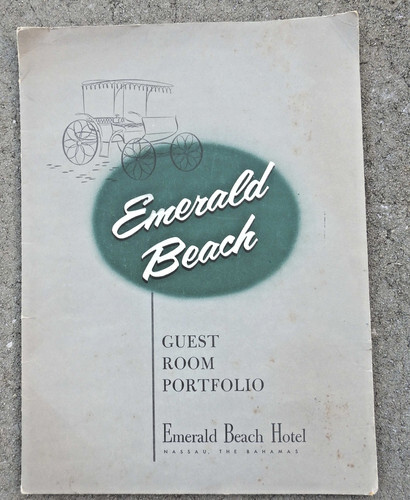 Emerald
Beach
GUEST
ROOM
PORTFOLIO
Emerald Beach Hotel
NASSAU, THE BAHAMAS